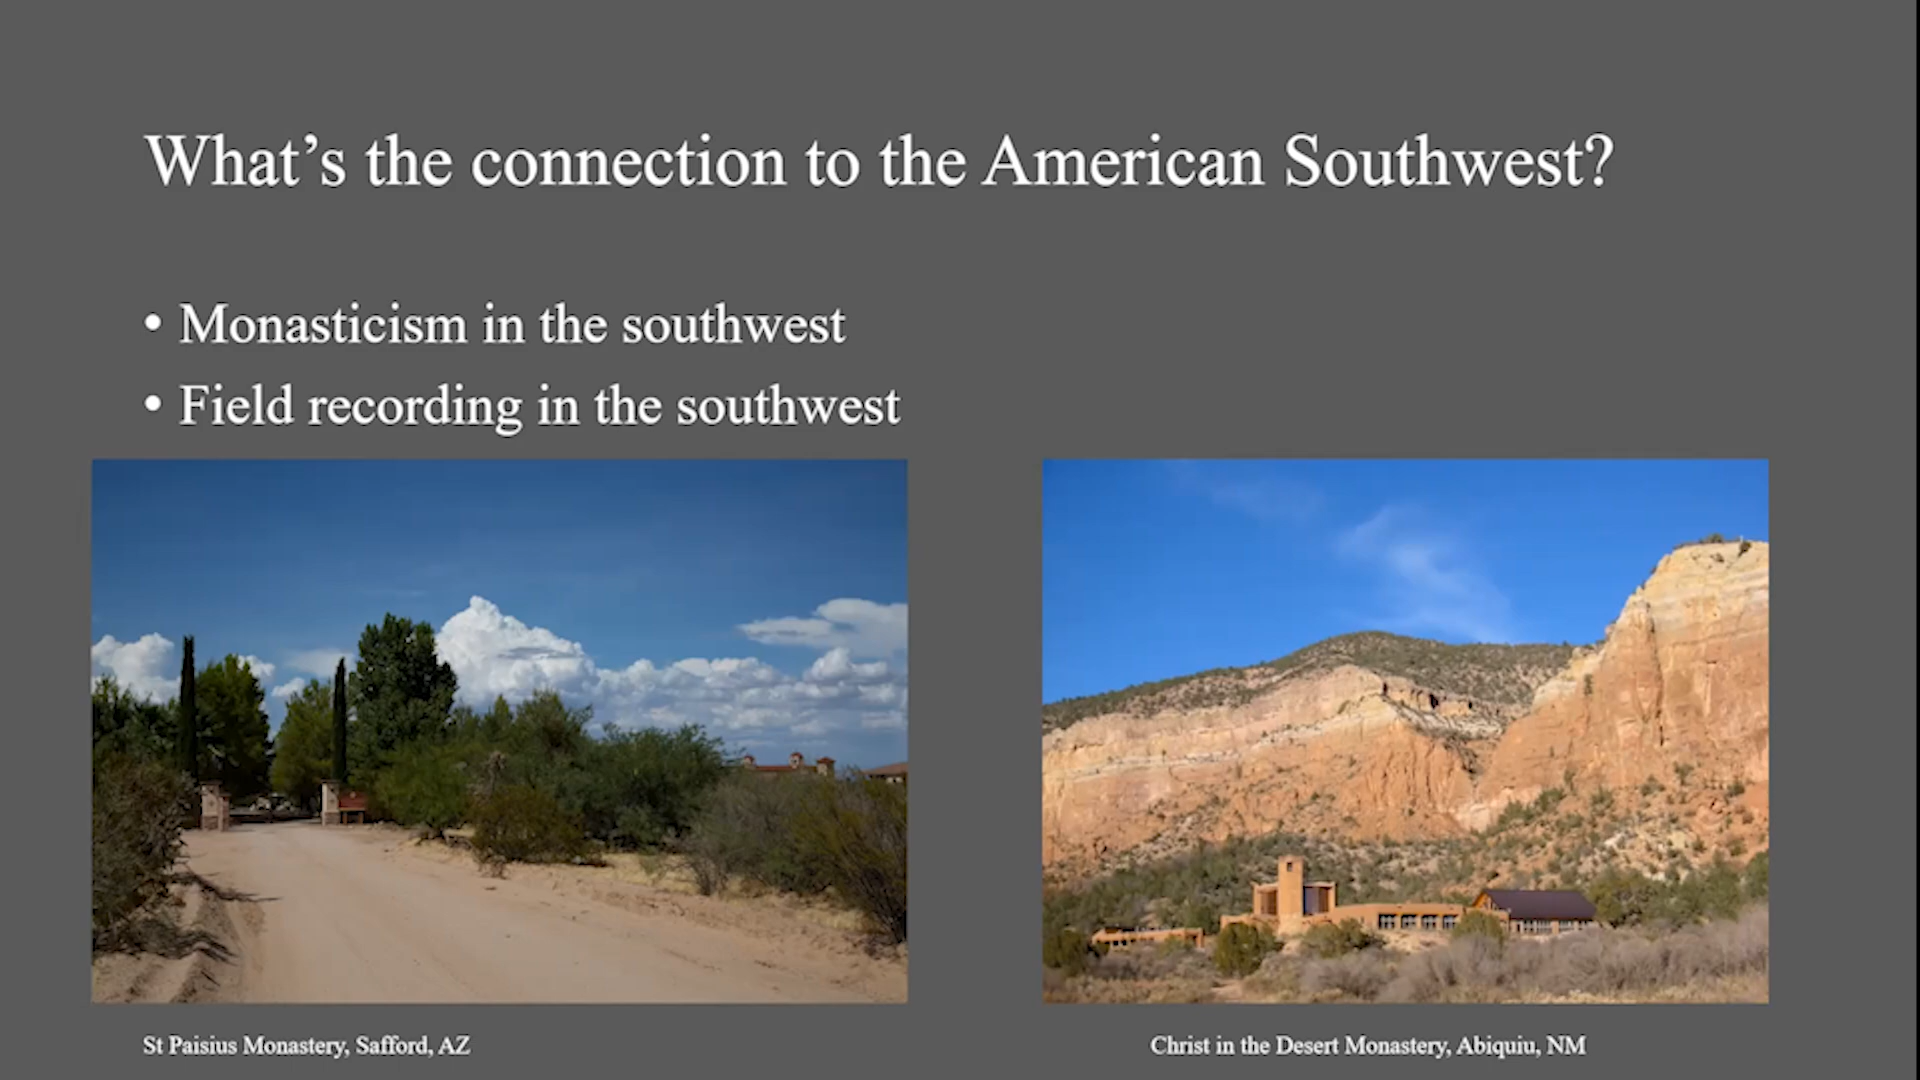 What’s the connection to the American Southwest?
• Monasticism in the southwest
• Field recording in the southwest
St Paisius Monastery, Safford, AZ
Christ in the Desert Monastery, Abiquiu, NM